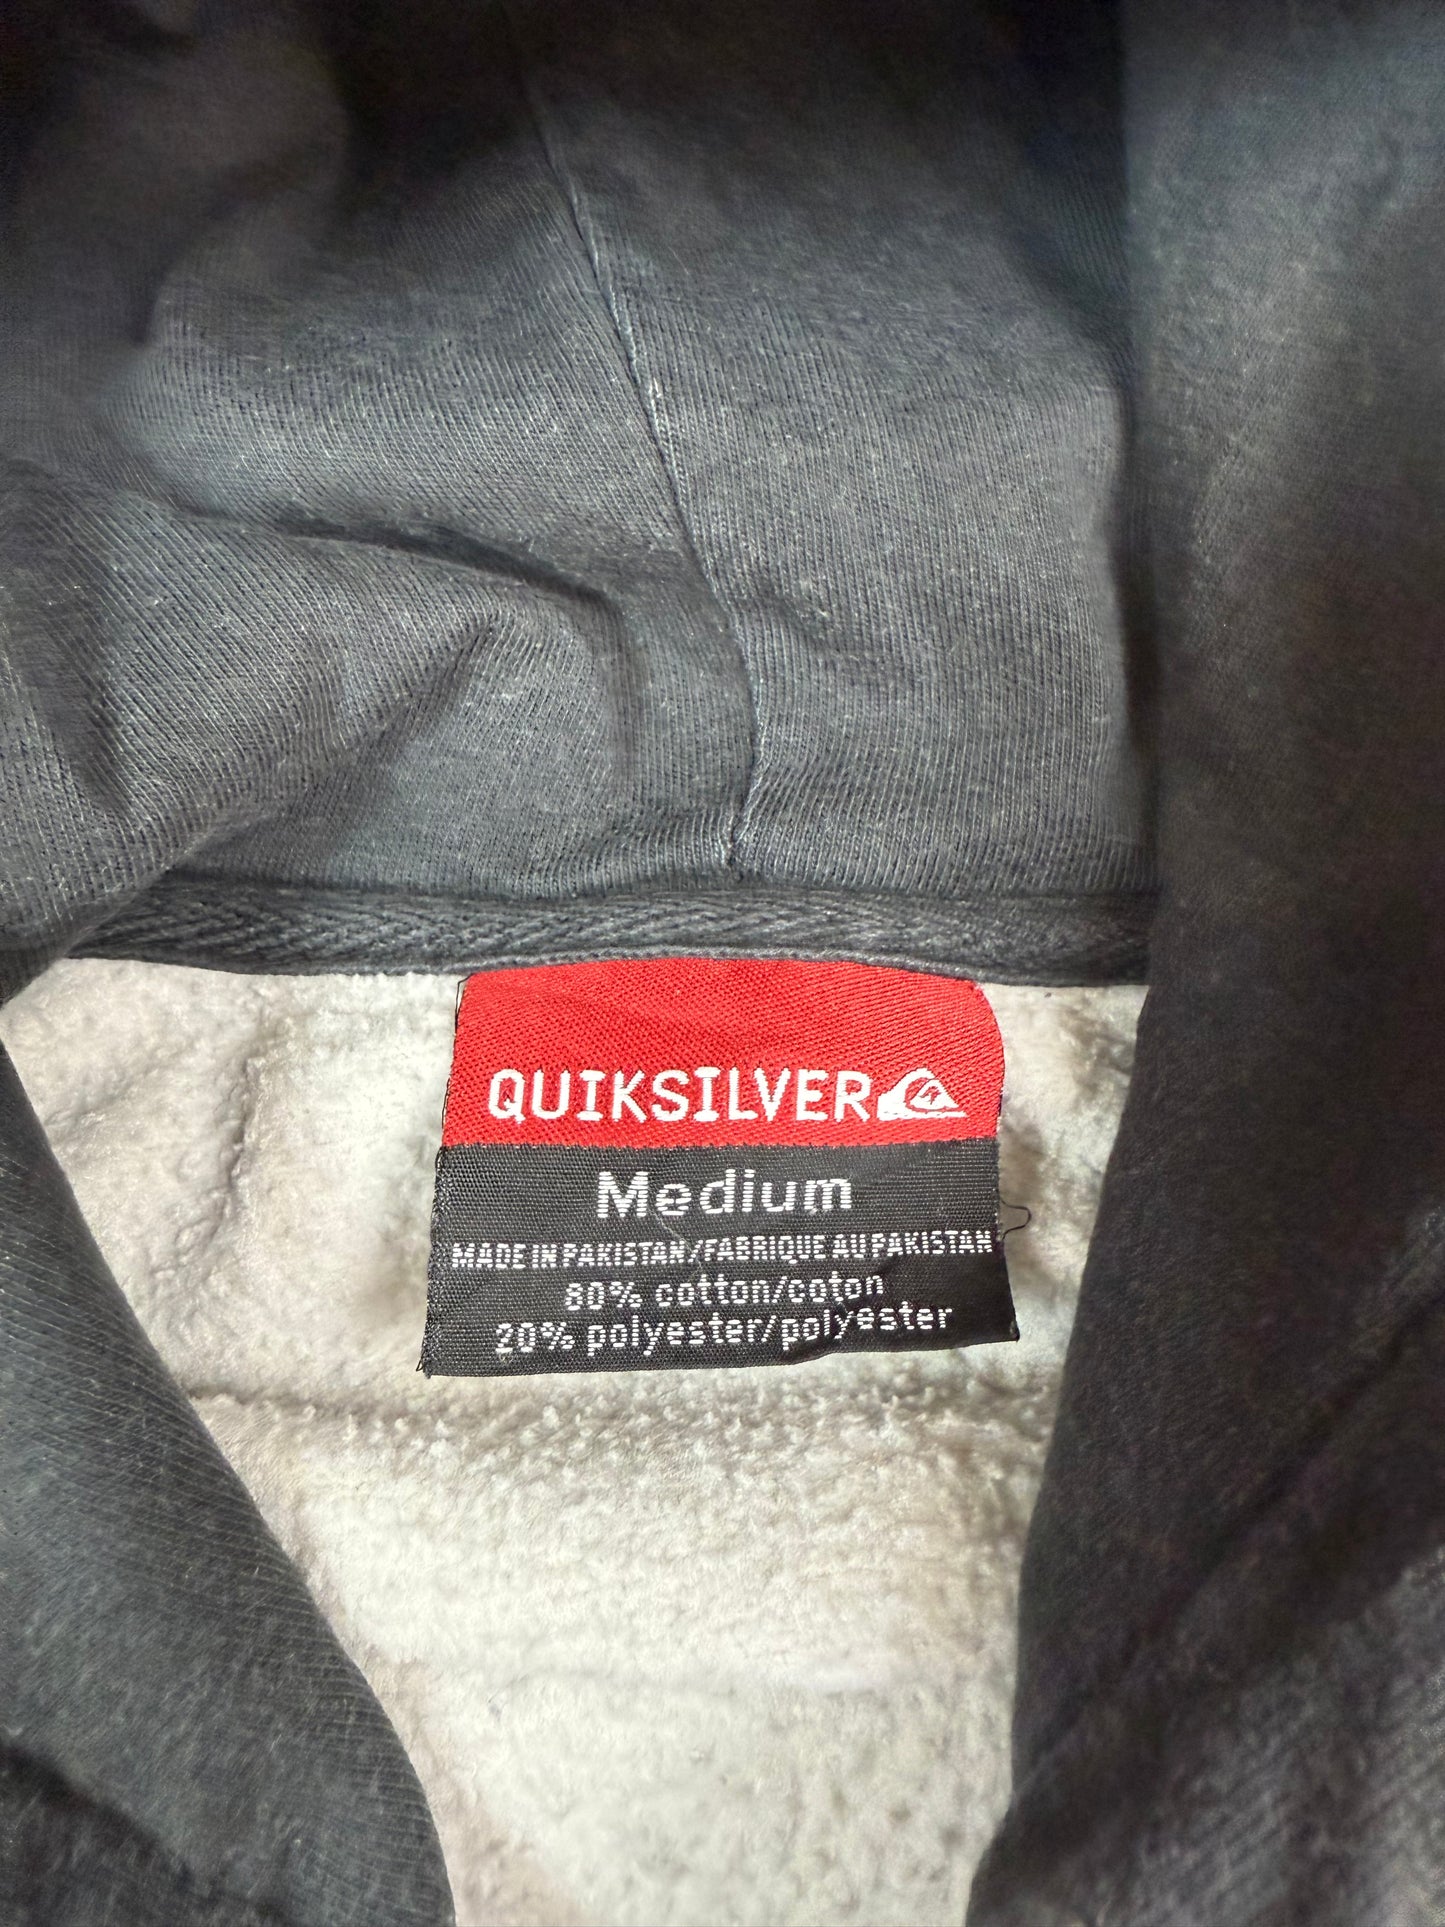 QUIKSILVER
Medium
MADE IN PAKISTAN/FABRIQUE AU PAKISTAN
80% cotton/coton
20% polyester/polyester